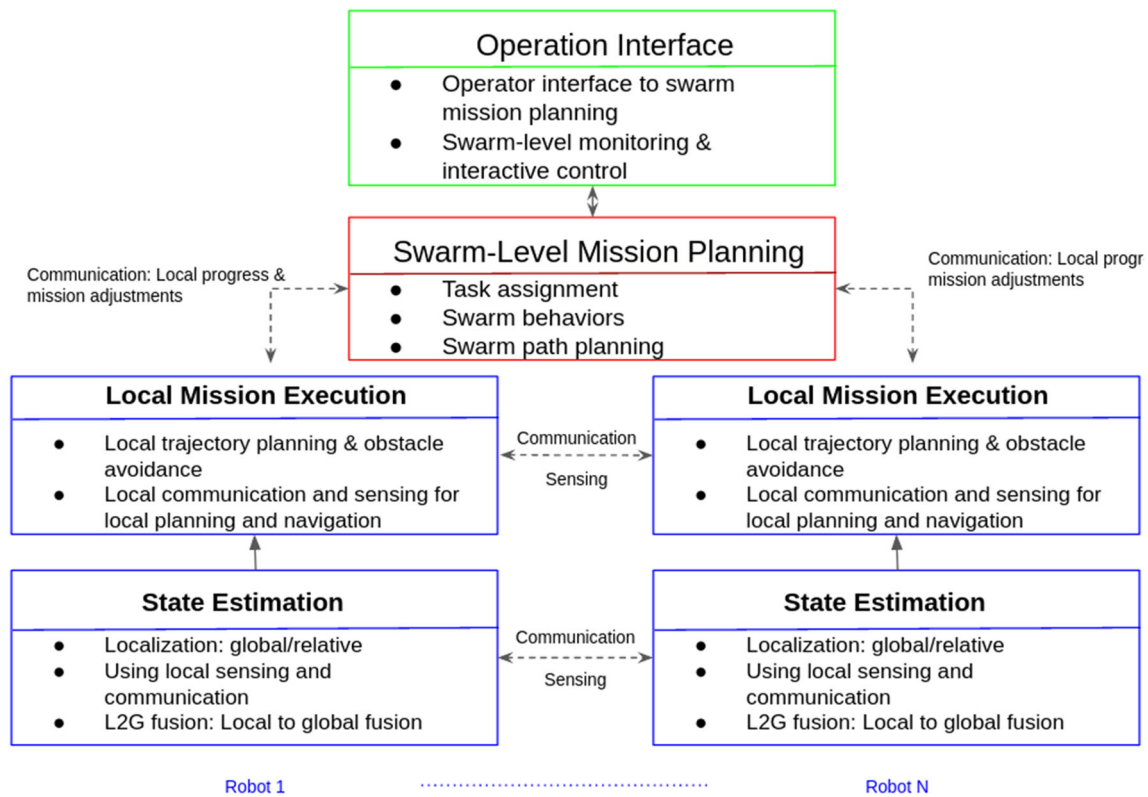 Operation Interface
● Operator interface to swarm
mission planning
● Swarm-level monitoring &
interactive control
Swarm-Level Mission Planning
● Task assignment
● Swarm behaviors
● Swarm path planning
Communication: Local progress &
mission adjustments
Communication: Local progr
mission adjustments
Local Mission Execution
● Local trajectory planning & obstacle
avoidance
● Local communication and sensing for
local planning and navigation
Communication
Sensing
Local Mission Execution
● Local trajectory planning & obstacle
avoidance
● Local communication and sensing for
local planning and navigation
State Estimation
● Localization: global/relative
● Using local sensing and
communication
● L2G fusion: Local to global fusion
Communication
Sensing
State Estimation
● Localization: global/relative
● Using local sensing and
communication
● L2G fusion: Local to global fusion
Robot 1
Robot N